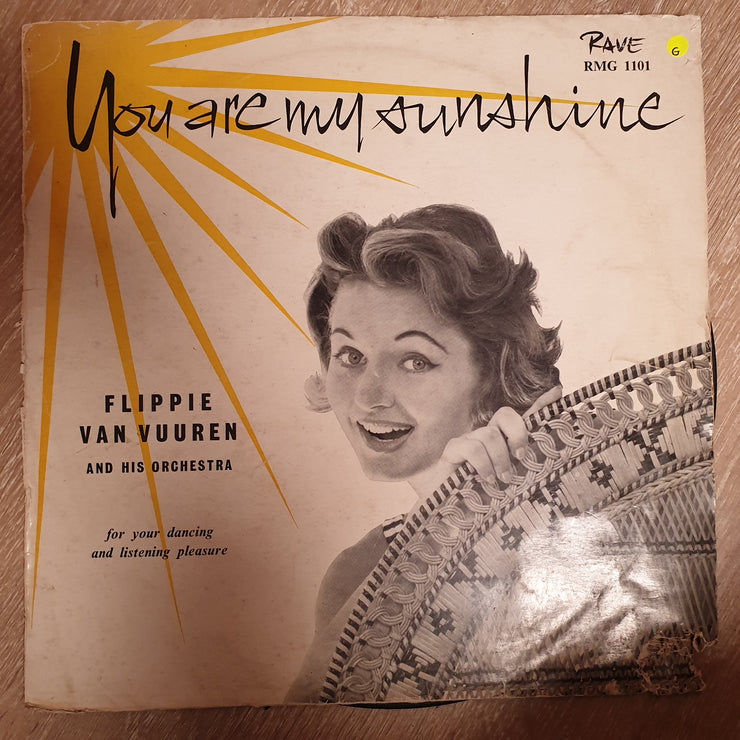 RAVE
RMG 1101
G
You are my sunshine
FLIPPIE
VAN VUUREN
AND HIS ORCHESTRA
for your dancing
and listening pleasure